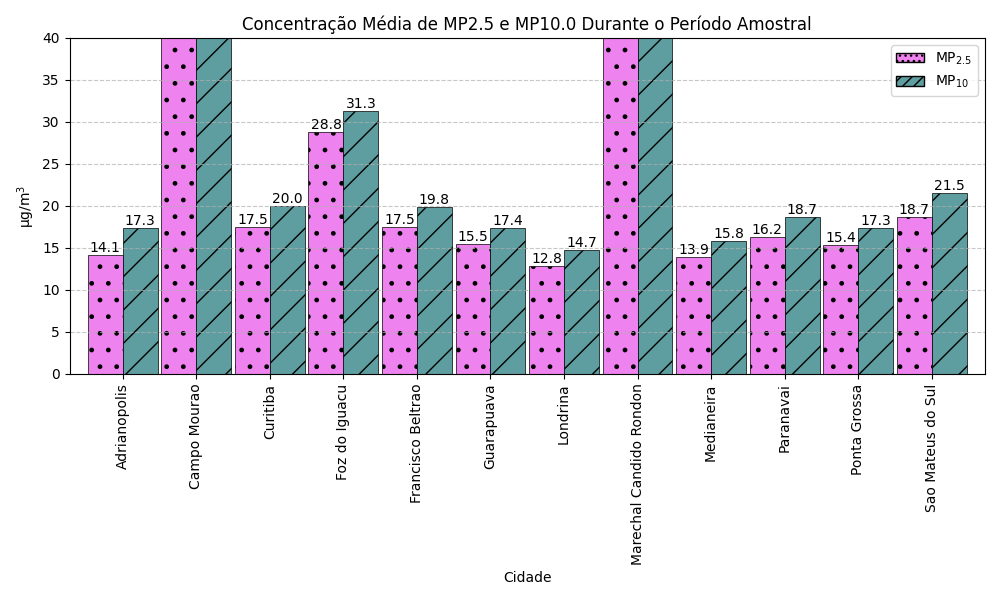 Concentração Média de MP2.5 e MP10.0 Durante o Período Amostral
µg/m³
40
35
30
25
20
15
10
5
0
MP₂.₅
MP₁₀
14.1
17.3
17.5
20.0
28.8
31.3
17.5
19.8
15.5
17.4
12.8
14.7
13.9
15.8
16.2
18.7
15.4
17.3
18.7
21.5
Adrianopolis
Campo Mourao
Curitiba
Foz do Iguacu
Francisco Beltrao
Guarapuava
Londrina
Marechal Candido Rondon
Medianeira
Paranavai
Ponta Grossa
Sao Mateus do Sul
Cidade